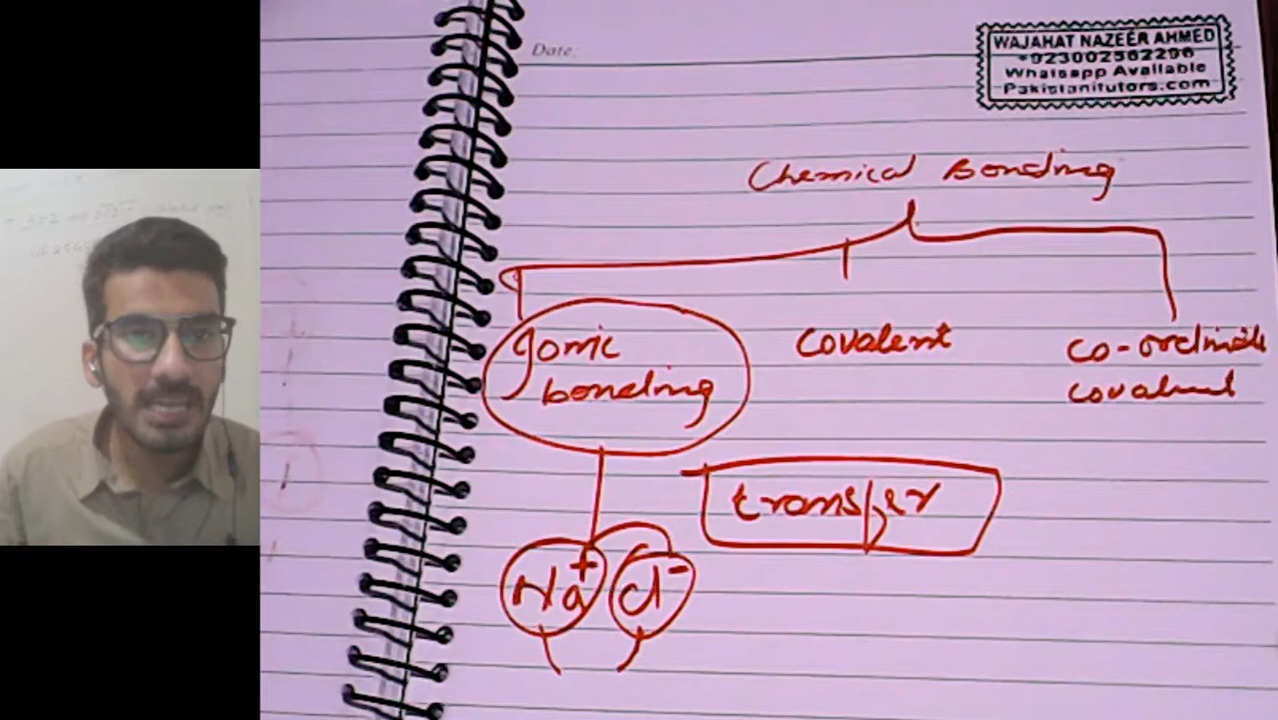 Date:
WAJAHAT NAZEER AHMED
+923002562296
Whatsapp Available
Pakistanitutors.com
Chemical Bonding
Ionic
bonding
Covalent
co-ordinate
covalent
transfer
Na+ Cl-